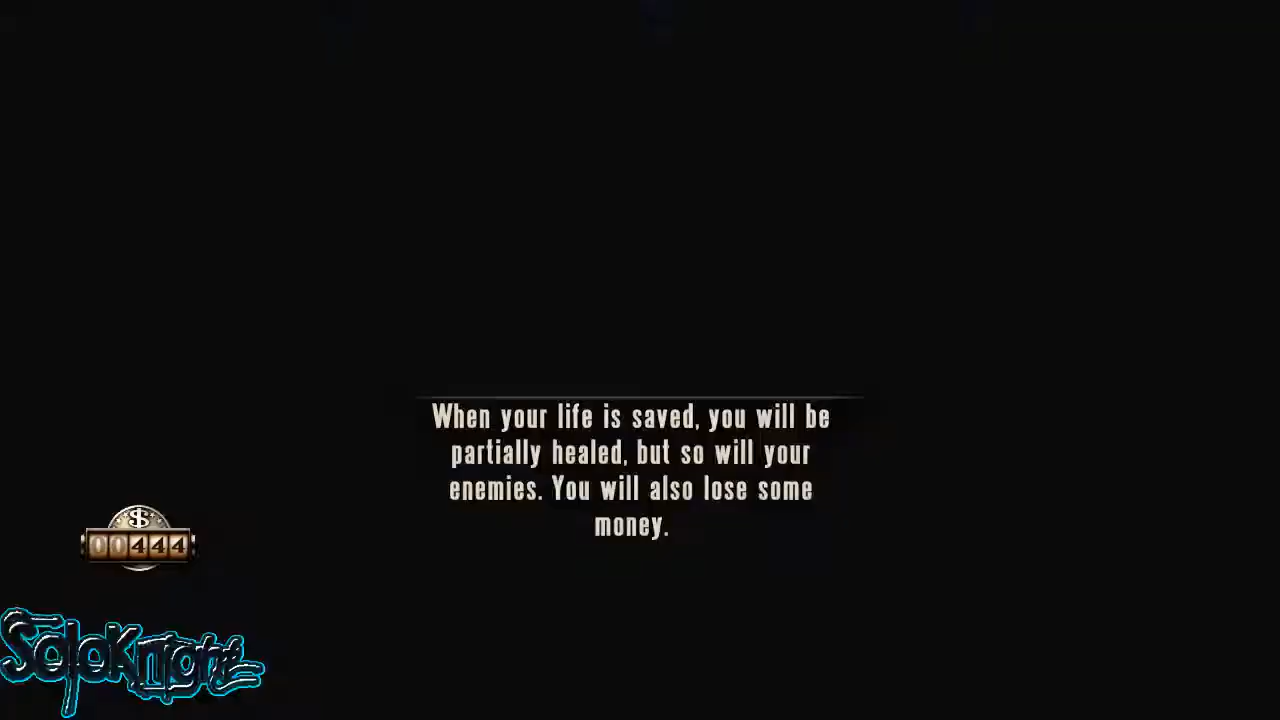 When your life is saved, you will be
partially healed, but so will your
enemies. You will also lose some
money.
$
00444
SoloKnight